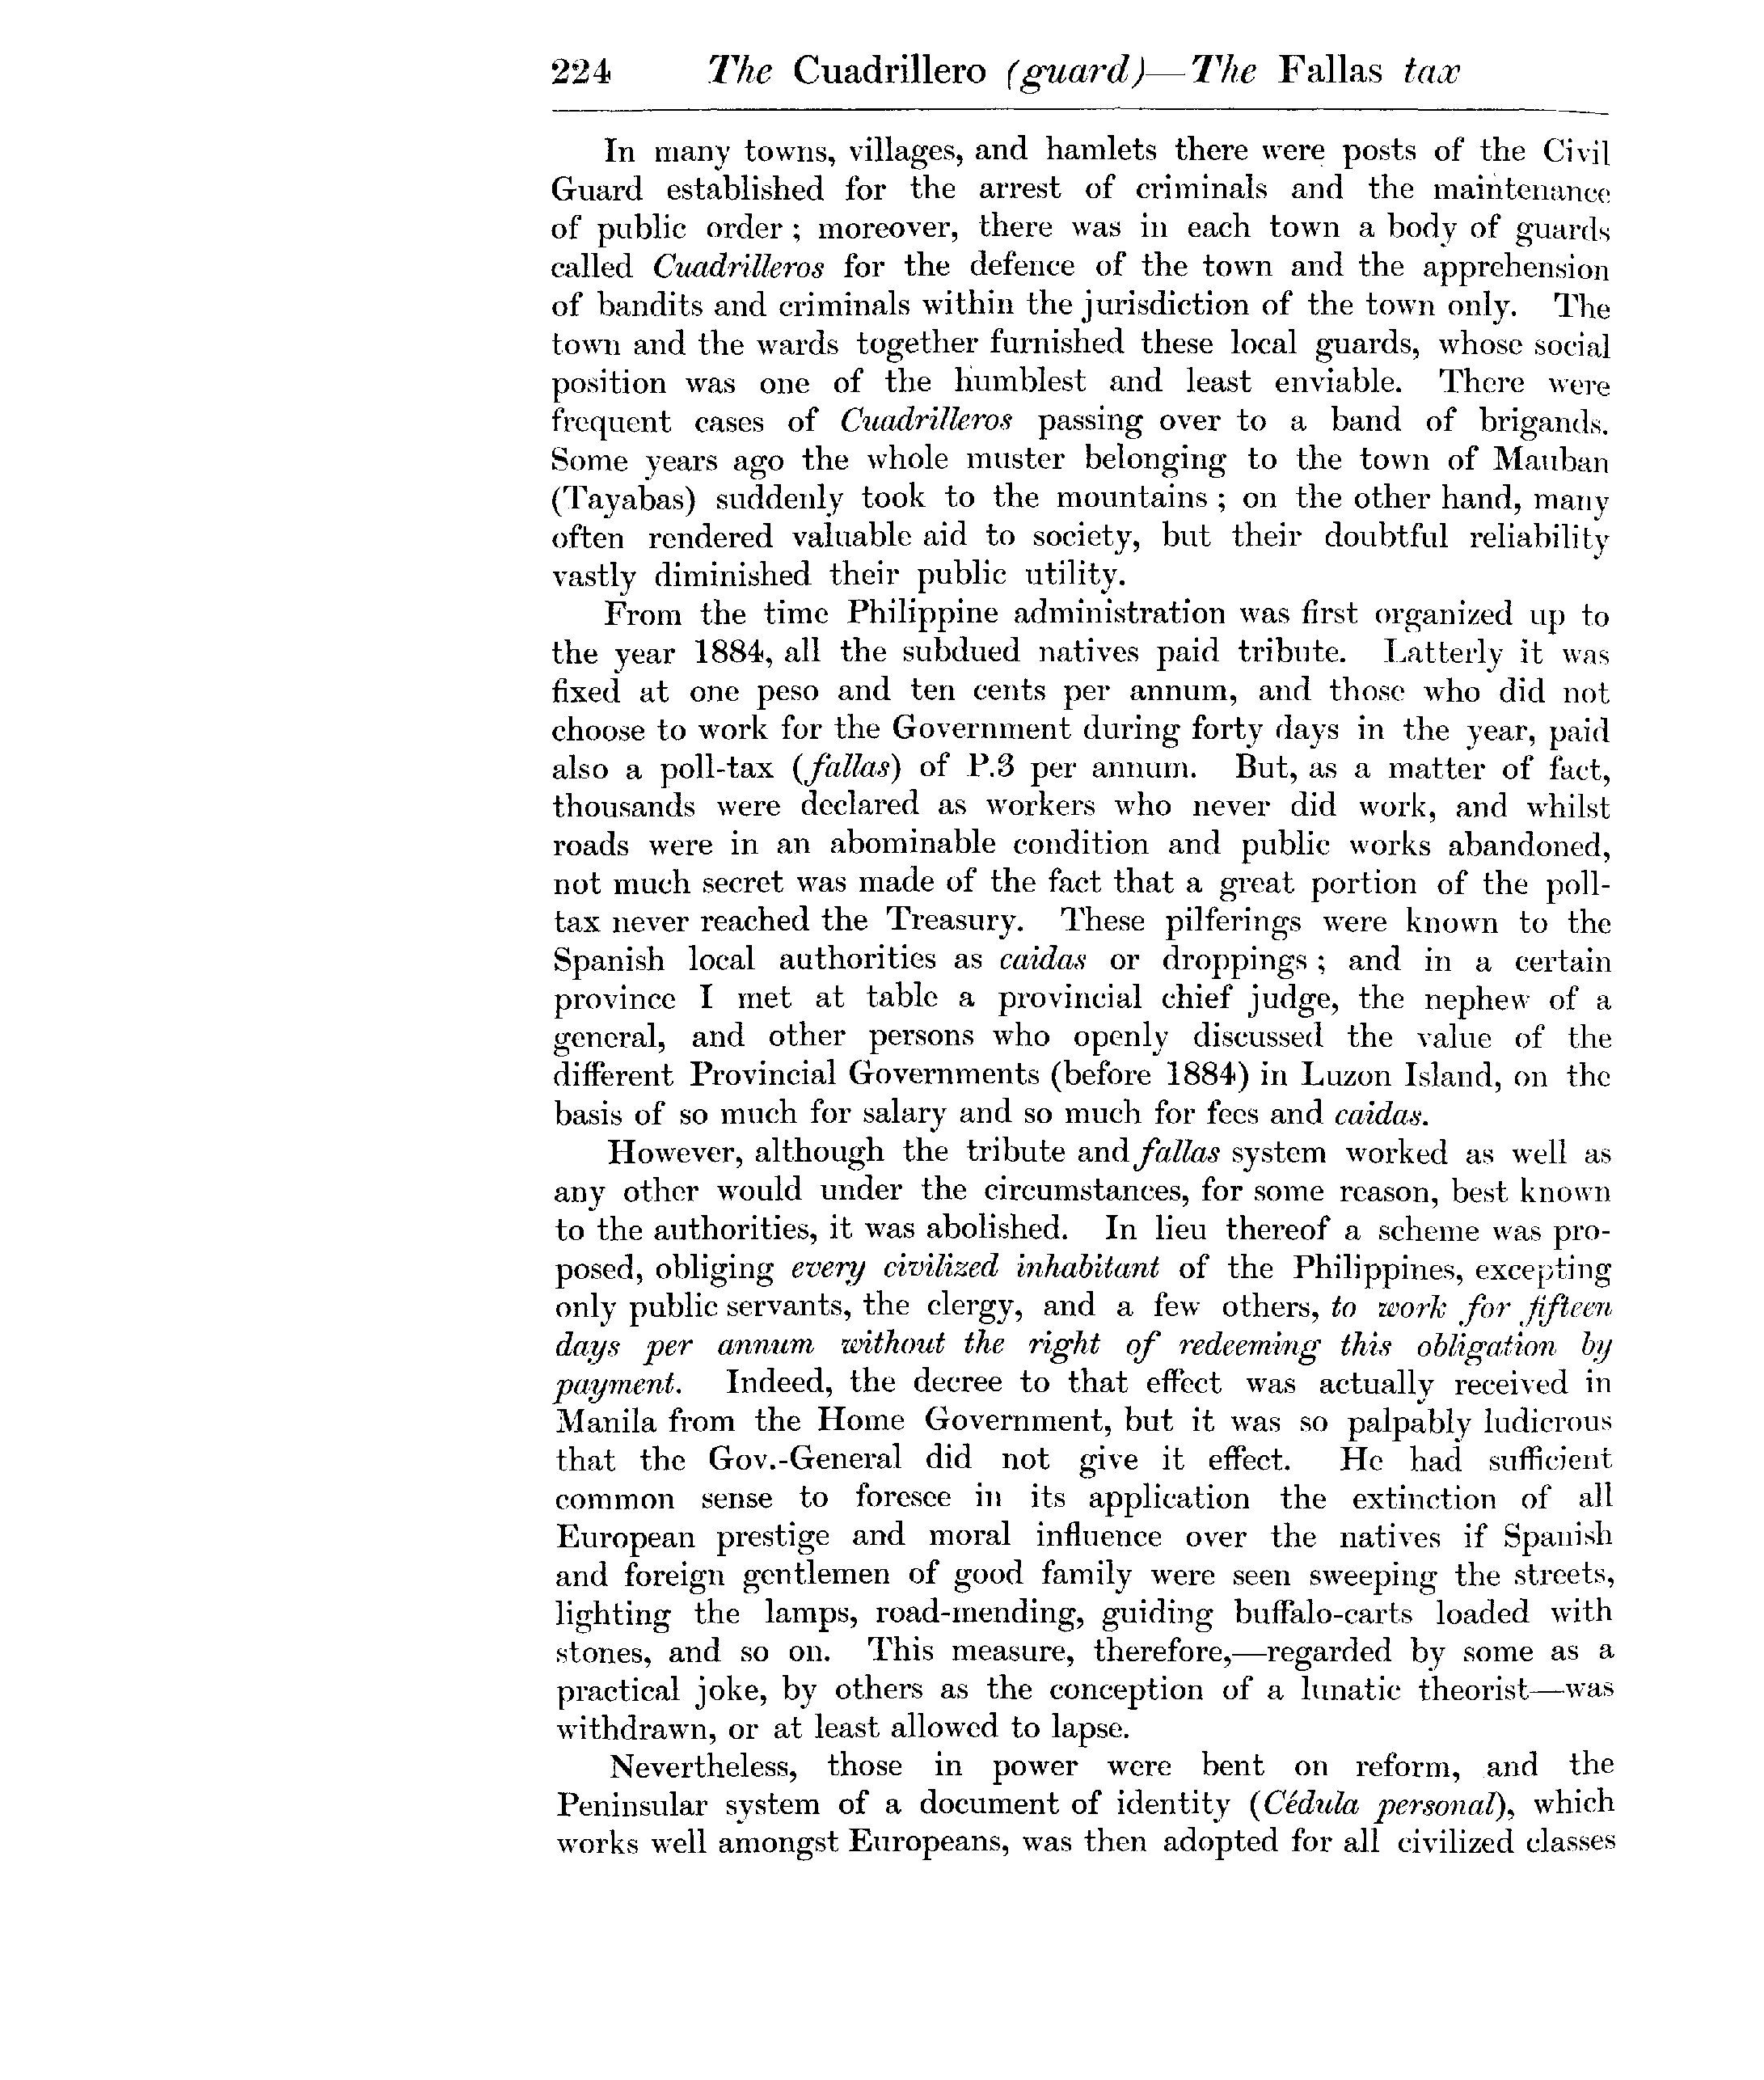 224 The Cuadrillero (guard)—The Fallas tax
In many towns, villages, and hamlets there were posts of the Civil
Guard established for the arrest of criminals and the maintenance
of public order ; moreover, there was in each town a body of guards
called Cuadrilleros for the defence of the town and the apprehension
of bandits and criminals within the jurisdiction of the town only. The
town and the wards together furnished these local guards, whose social
position was one of the humblest and least enviable. There were
frequent cases of Cuadrilleros passing over to a band of brigands.
Some years ago the whole muster belonging to the town of Mauban
(Tayabas) suddenly took to the mountains ; on the other hand, many
often rendered valuable aid to society, but their doubtful reliability
vastly diminished their public utility.
From the time Philippine administration was first organized up to
the year 1884, all the subdued natives paid tribute. Latterly it was
fixed at one peso and ten cents per annum, and those who did not
choose to work for the Government during forty days in the year, paid
also a poll-tax (fallas) of P.3 per annum. But, as a matter of fact,
thousands were declared as workers who never did work, and whilst
roads were in an abominable condition and public works abandoned,
not much secret was made of the fact that a great portion of the poll-
tax never reached the Treasury. These pilferings were known to the
Spanish local authorities as caidas or droppings ; and in a certain
province I met at table a provincial chief judge, the nephew of a
general, and other persons who openly discussed the value of the
different Provincial Governments (before 1884) in Luzon Island, on the
basis of so much for salary and so much for fees and caidas.
However, although the tribute and fallas system worked as well as
any other would under the circumstances, for some reason, best known
to the authorities, it was abolished. In lieu thereof a scheme was pro-
posed, obliging every civilized inhabitant of the Philippines, excepting
only public servants, the clergy, and a few others, to work for fifteen
days per annum without the right of redeeming this obligation by
payment. Indeed, the decree to that effect was actually received in
Manila from the Home Government, but it was so palpably ludicrous
that the Gov.-General did not give it effect. He had sufficient
common sense to foresee in its application the extinction of all
European prestige and moral influence over the natives if Spanish
and foreign gentlemen of good family were seen sweeping the streets,
lighting the lamps, road-mending, guiding buffalo-carts loaded with
stones, and so on. This measure, therefore,—regarded by some as a
practical joke, by others as the conception of a lunatic theorist—was
withdrawn, or at least allowed to lapse.
Nevertheless, those in power were bent on reform, and the
Peninsular system of a document of identity (Cédula personal), which
works well amongst Europeans, was then adopted for all civilized classes